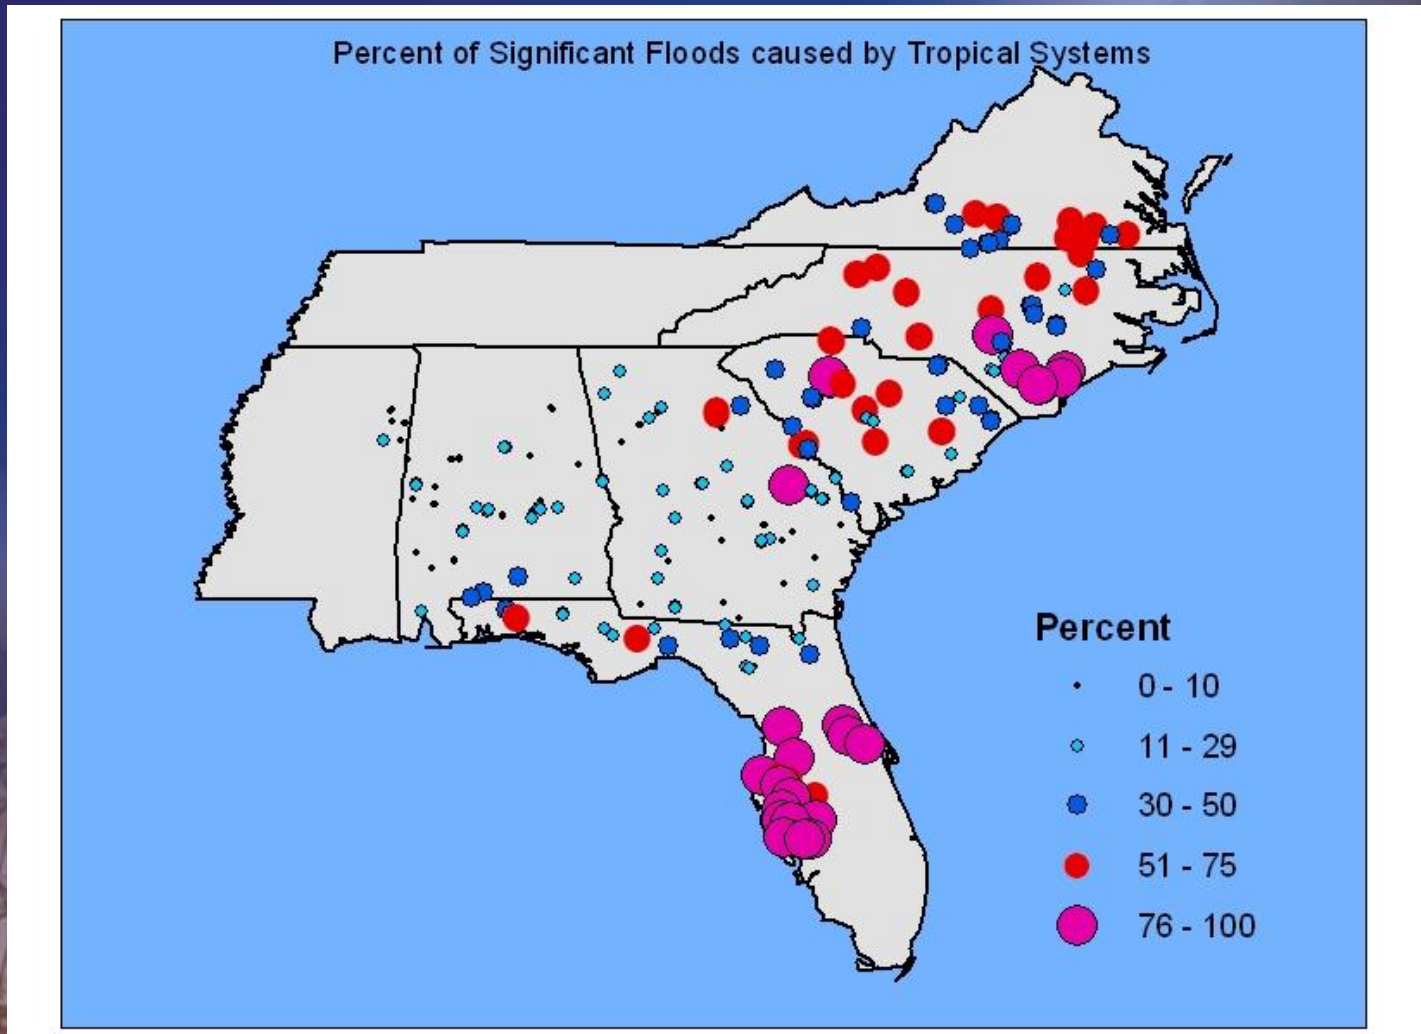 Percent of Significant Floods caused by Tropical Systems
Percent
0 - 10
11 - 29
30 - 50
51 - 75
76 - 100